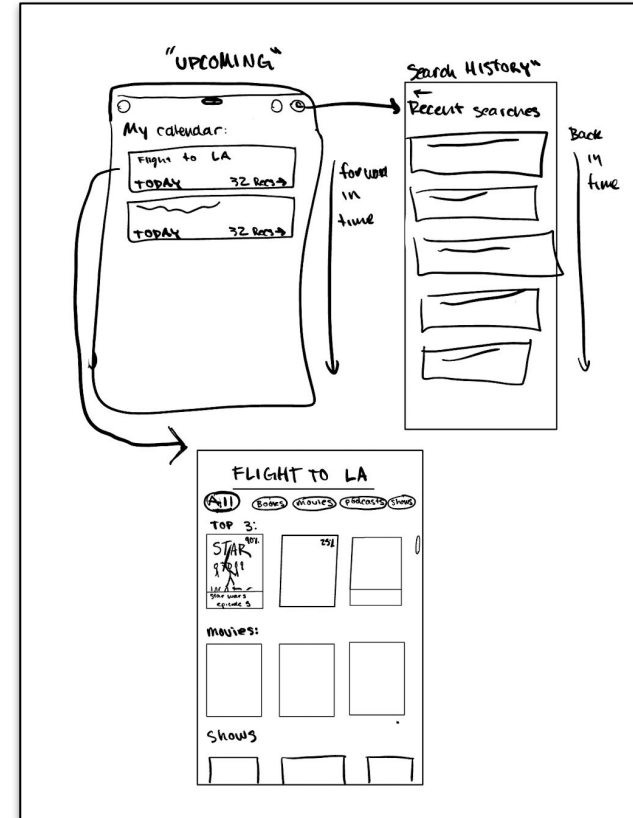 "UPCOMING"
My calendar:
Flight to LA
TODAY 32 Recs→
TODAY 32 Recs→
forward
in
time
Search HISTORY"
←
Recent searches
Back
in
time
FLIGHT TO LA
All Books movies podcasts shows
TOP 3:
STAR 90%
25%
Star wars
episode 5
movies:
Shows